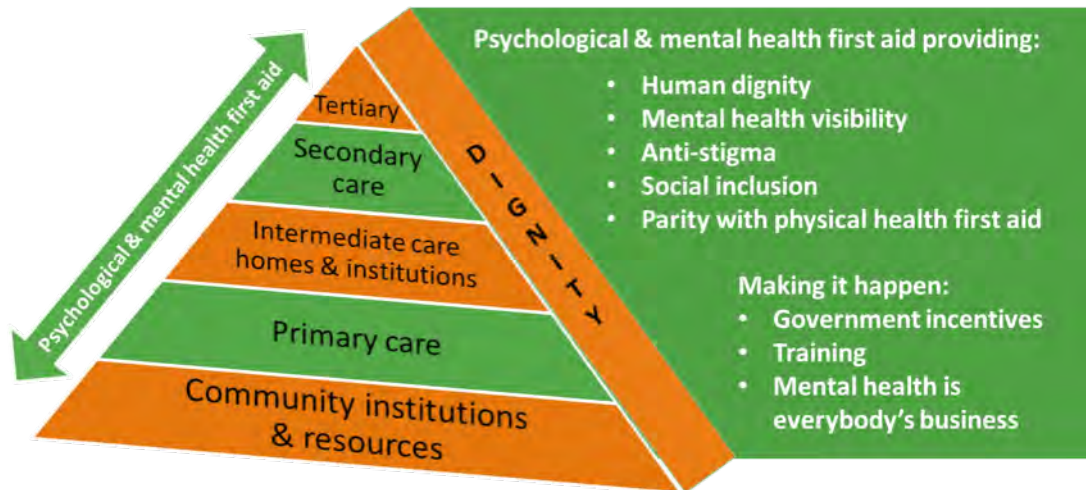 Psychological & mental health first aid
Tertiary
Secondary
care
Intermediate care
homes & institutions
Primary care
Community institutions
& resources
DIGNITY
Psychological & mental health first aid providing:
• Human dignity
• Mental health visibility
• Anti-stigma
• Social inclusion
• Parity with physical health first aid
Making it happen:
• Government incentives
• Training
• Mental health is
everybody's business